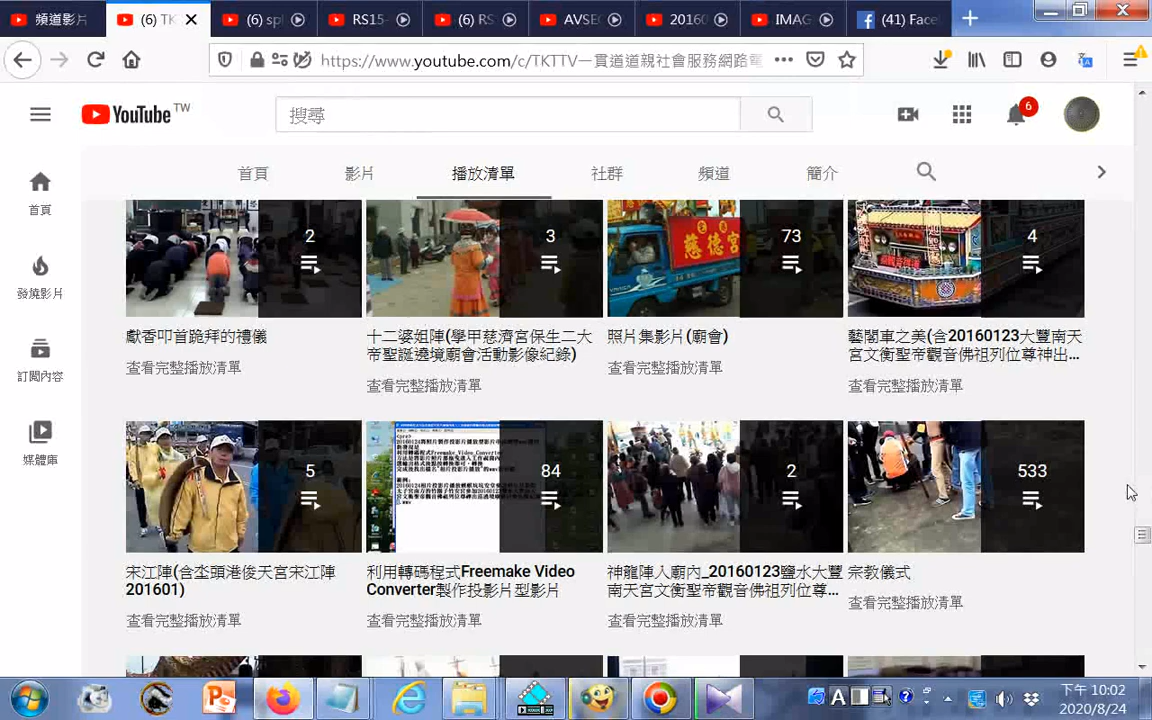 頻道影片
(6) TK
(6) spl
RS15-
(6) RS
AVSE
20160
IMAG
(41) Face
https://www.youtube.com/c/TKTTV一貫道道親社會服務網路電
YouTube TW
搜尋
6
首頁
影片
播放清單
社群
頻道
簡介
首頁
發燒影片
訂閱內容
媒體庫
2
3
73
4
慈德宮
獻香叩首跪拜的禮儀
查看完整播放清單
十二婆姐陣(學甲慈濟宮保生二大
帝聖誕遶境廟會活動影像紀錄)
查看完整播放清單
照片集影片(廟會)
查看完整播放清單
藝閣車之美(含20160123大豐南天
宮文衡聖帝觀音佛祖列位尊神出...
查看完整播放清單
5
84
2
533
宋江陣(含坔頭港俊天宮宋江陣
201601)
查看完整播放清單
利用轉碼程式Freemake Video
Converter製作投影片型影片
查看完整播放清單
神龍陣入廟內_20160123鹽水大豐
南天宮文衡聖帝觀音佛祖列位尊...
查看完整播放清單
宗教儀式
查看完整播放清單
A
下午 10:02
2020/8/24